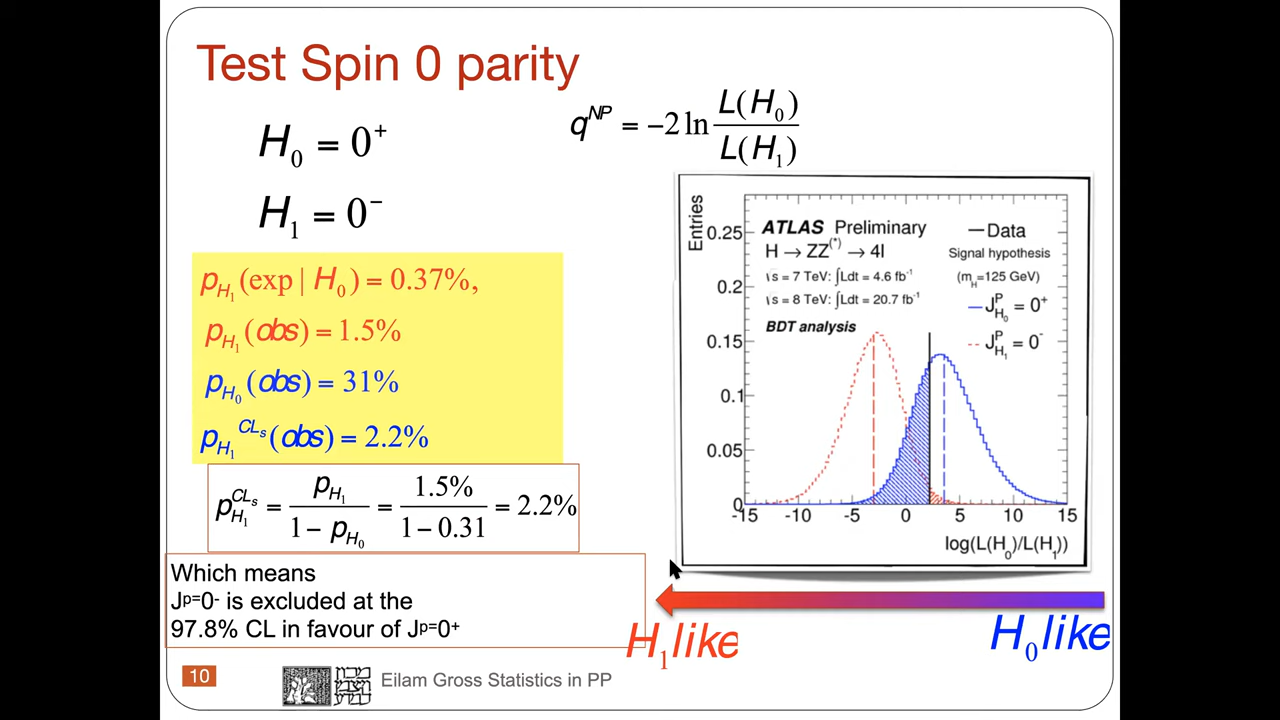 Test Spin 0 parity
H₀ = 0⁺
H₁ = 0⁻
q^NP = −2 ln L(H₀) / L(H₁)
p_H₁(exp | H₀) = 0.37%,
p_H₁(obs) = 1.5%
p_H₀(obs) = 31%
p_H₁^CLs(obs) = 2.2%
p_H₁^CLs = p_H₁ / (1 − p_H₀) = 1.5% / (1 − 0.31) = 2.2%
Which means
Jᵖ⁼0⁻ is excluded at the
97.8% CL in favour of Jᵖ⁼0⁺
Entries
0.25
0.2
0.15
0.1
0.05
0
-15 -10 -5 0 5 10 15
log(L(H₀)/L(H₁))
ATLAS Preliminary
H → ZZ⁽*⁾ → 4l
√s = 7 TeV: ∫Ldt = 4.6 fb⁻¹
√s = 8 TeV: ∫Ldt = 20.7 fb⁻¹
BDT analysis
Data
Signal hypothesis
(m_H=125 GeV)
J^P_H₀ = 0⁺
J^P_H₁ = 0⁻
H₁like
H₀like
10
Eilam Gross Statistics in PP